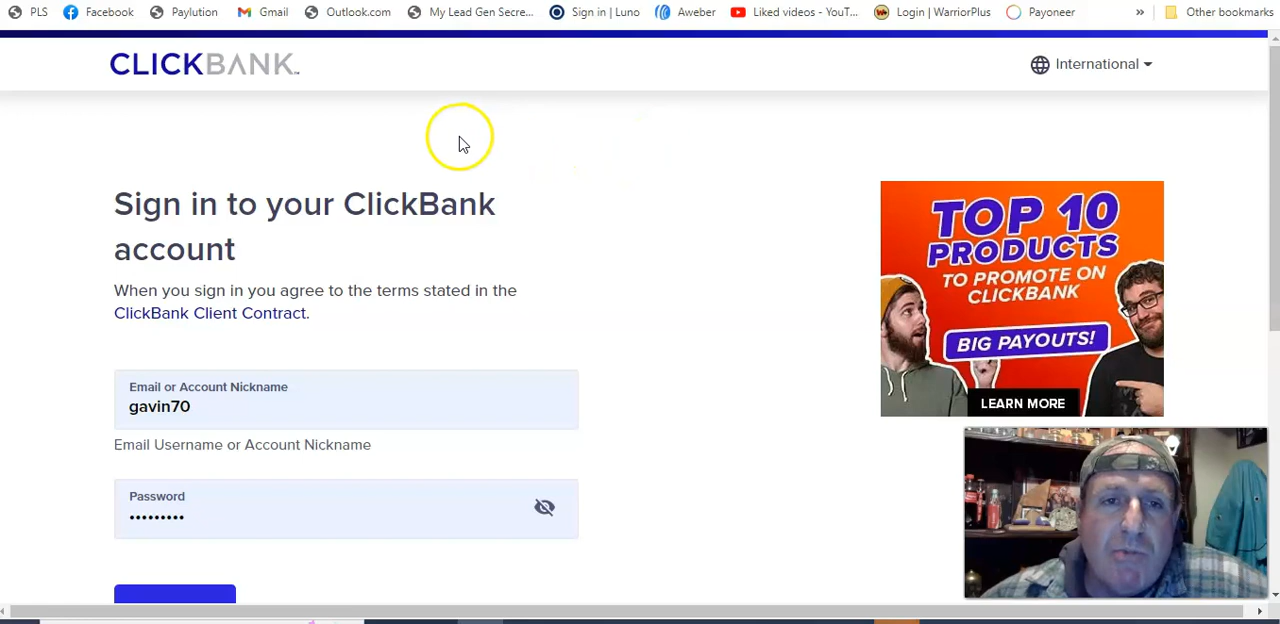 PLS Facebook Paylution Gmail Outlook.com My Lead Gen Secre... Sign in | Luno Aweber Liked videos - YouT... Login | WarriorPlus Payoneer » Other bookmarks
CLICKBANK
International
Sign in to your ClickBank
account
When you sign in you agree to the terms stated in the
ClickBank Client Contract.
Email or Account Nickname
gavin70
Email Username or Account Nickname
Password
•••••••••
TOP 10
PRODUCTS
TO PROMOTE ON
CLICKBANK
BIG PAYOUTS!
LEARN MORE